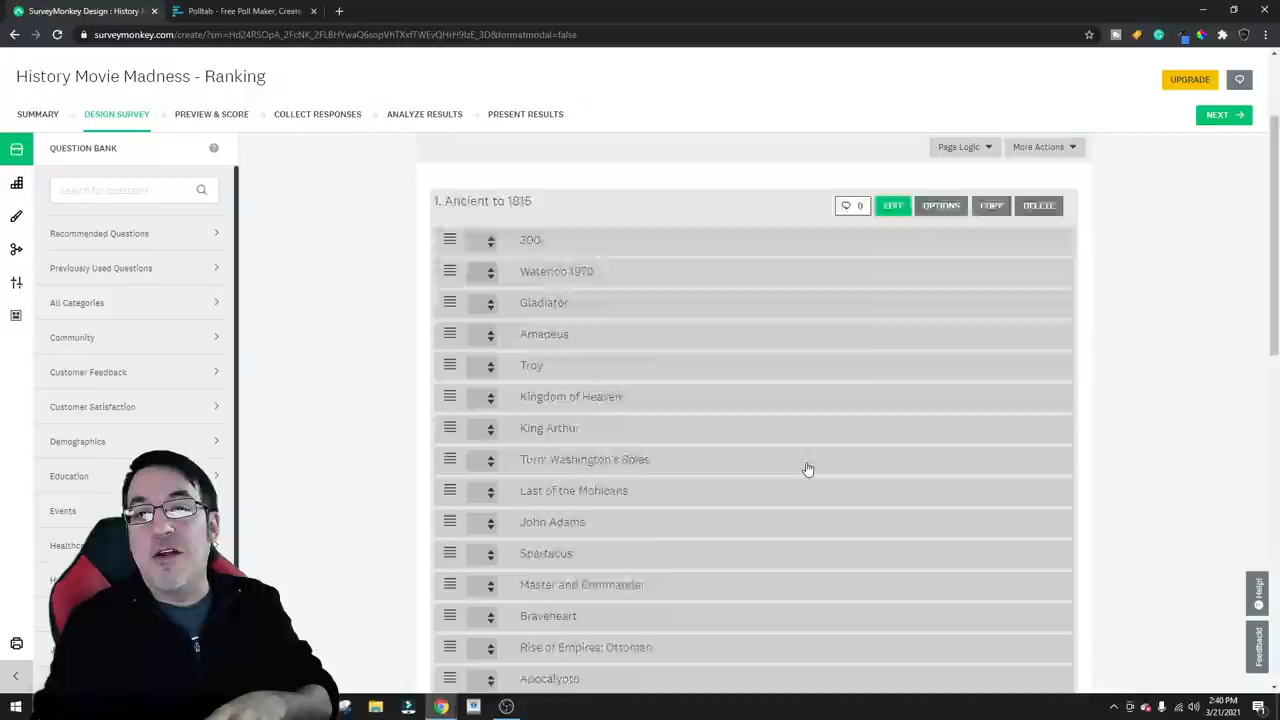 SurveyMonkey Design : History
Polltab - Free Poll Maker, Create
surveymonkey.com/create/?sm=
&formatmodal=false
History Movie Madness - Ranking
UPGRADE
SUMMARY
DESIGN SURVEY
PREVIEW & SCORE
COLLECT RESPONSES
ANALYZE RESULTS
PRESENT RESULTS
NEXT
QUESTION BANK
?
Page Logic
More Actions
Search for questions
1. Ancient to 1815
0
EDIT
OPTIONS
COPY
DELETE
Recommended Questions
Previously Used Questions
All Categories
Community
Customer Feedback
Customer Satisfaction
Demographics
Education
Events
Healthc
300
Waterloo 1970
Gladiator
Amadeus
Troy
Kingdom of Heaven
King Arthur
Turn: Washington's Spies
Last of the Mohicans
John Adams
Spartacus
Master and Commander
Braveheart
Rise of Empires: Ottoman
Apocalypto
Help!
Feedback!
2:40 PM
3/21/2021